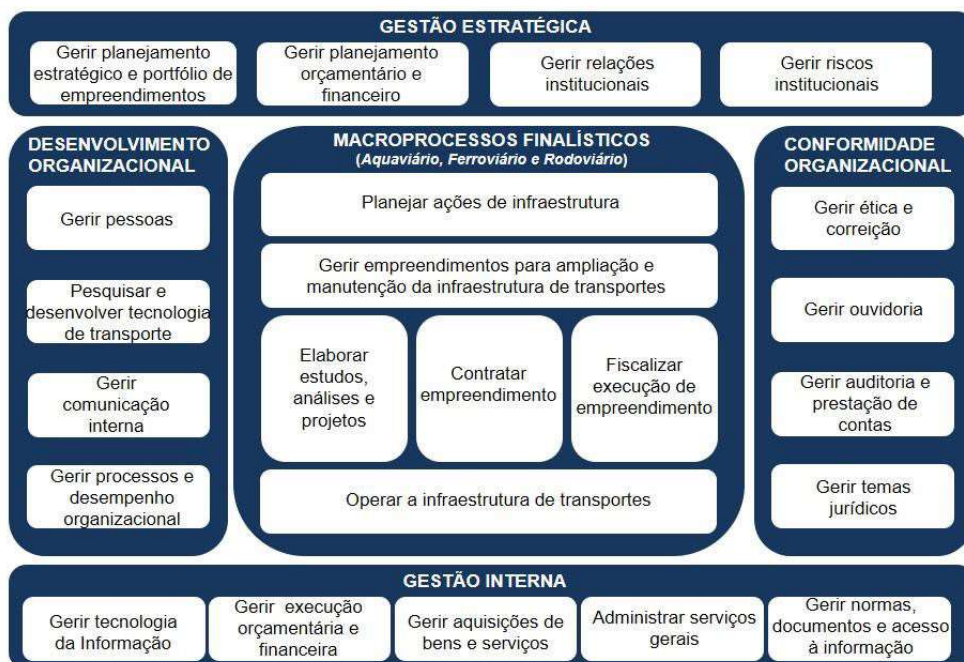 GESTÃO ESTRATÉGICA
Gerir planejamento
estratégico e portfólio de
empreendimentos
Gerir planejamento
orçamentário e
financeiro
Gerir relações
institucionais
Gerir riscos
institucionais
DESENVOLVIMENTO
ORGANIZACIONAL
Gerir pessoas
Pesquisar e
desenvolver tecnologia
de transporte
Gerir
comunicação
interna
Gerir processos e
desempenho
organizacional
MACROPROCESSOS FINALÍSTICOS
(Aquaviário, Ferroviário e Rodoviário)
Planejar ações de infraestrutura
Gerir empreendimentos para ampliação e
manutenção da infraestrutura de transportes
Elaborar
estudos,
análises e
projetos
Contratar
empreendimento
Fiscalizar
execução de
empreendimento
Operar a infraestrutura de transportes
CONFORMIDADE
ORGANIZACIONAL
Gerir ética e
correição
Gerir ouvidoria
Gerir auditoria e
prestação de
contas
Gerir temas
jurídicos
GESTÃO INTERNA
Gerir tecnologia
da Informação
Gerir execução
orçamentária e
financeira
Gerir aquisições de
bens e serviços
Administrar serviços
gerais
Gerir normas,
documentos e acesso
à informação